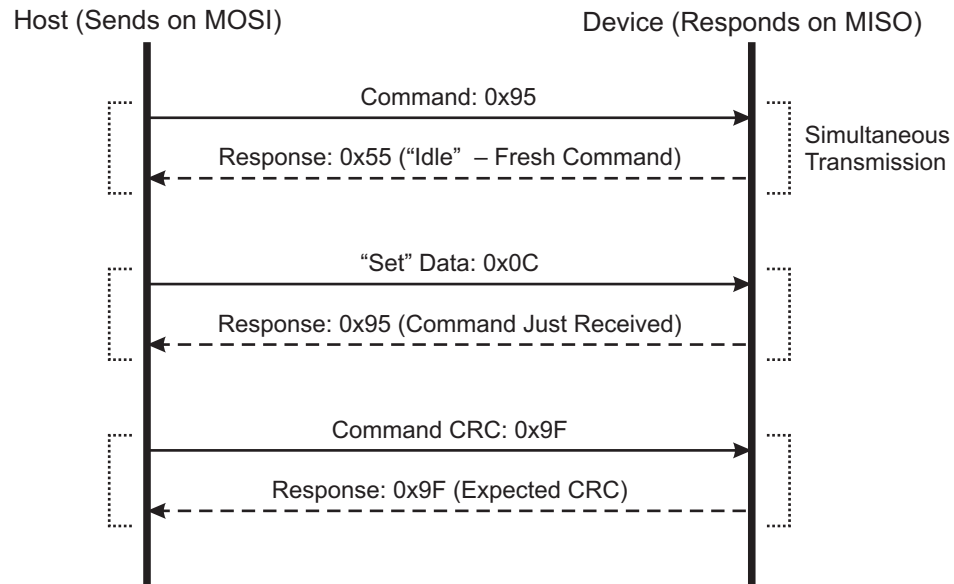 Host (Sends on MOSI)
Device (Responds on MISO)
Command: 0x95
Response: 0x55 (“Idle” – Fresh Command)
Simultaneous
Transmission
“Set” Data: 0x0C
Response: 0x95 (Command Just Received)
Command CRC: 0x9F
Response: 0x9F (Expected CRC)